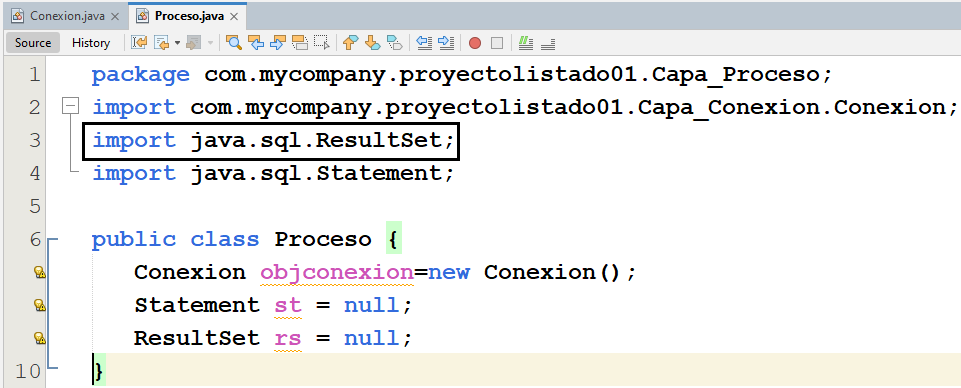 Conexion.java × Proceso.java ×
Source History
1 package com.mycompany.proyectolistado01.Capa_Proceso;
2 import com.mycompany.proyectolistado01.Capa_Conexion.Conexion;
3 import java.sql.ResultSet;
4 import java.sql.Statement;
5
6 public class Proceso {
Conexion objconexion=new Conexion();
Statement st = null;
ResultSet rs = null;
10 }